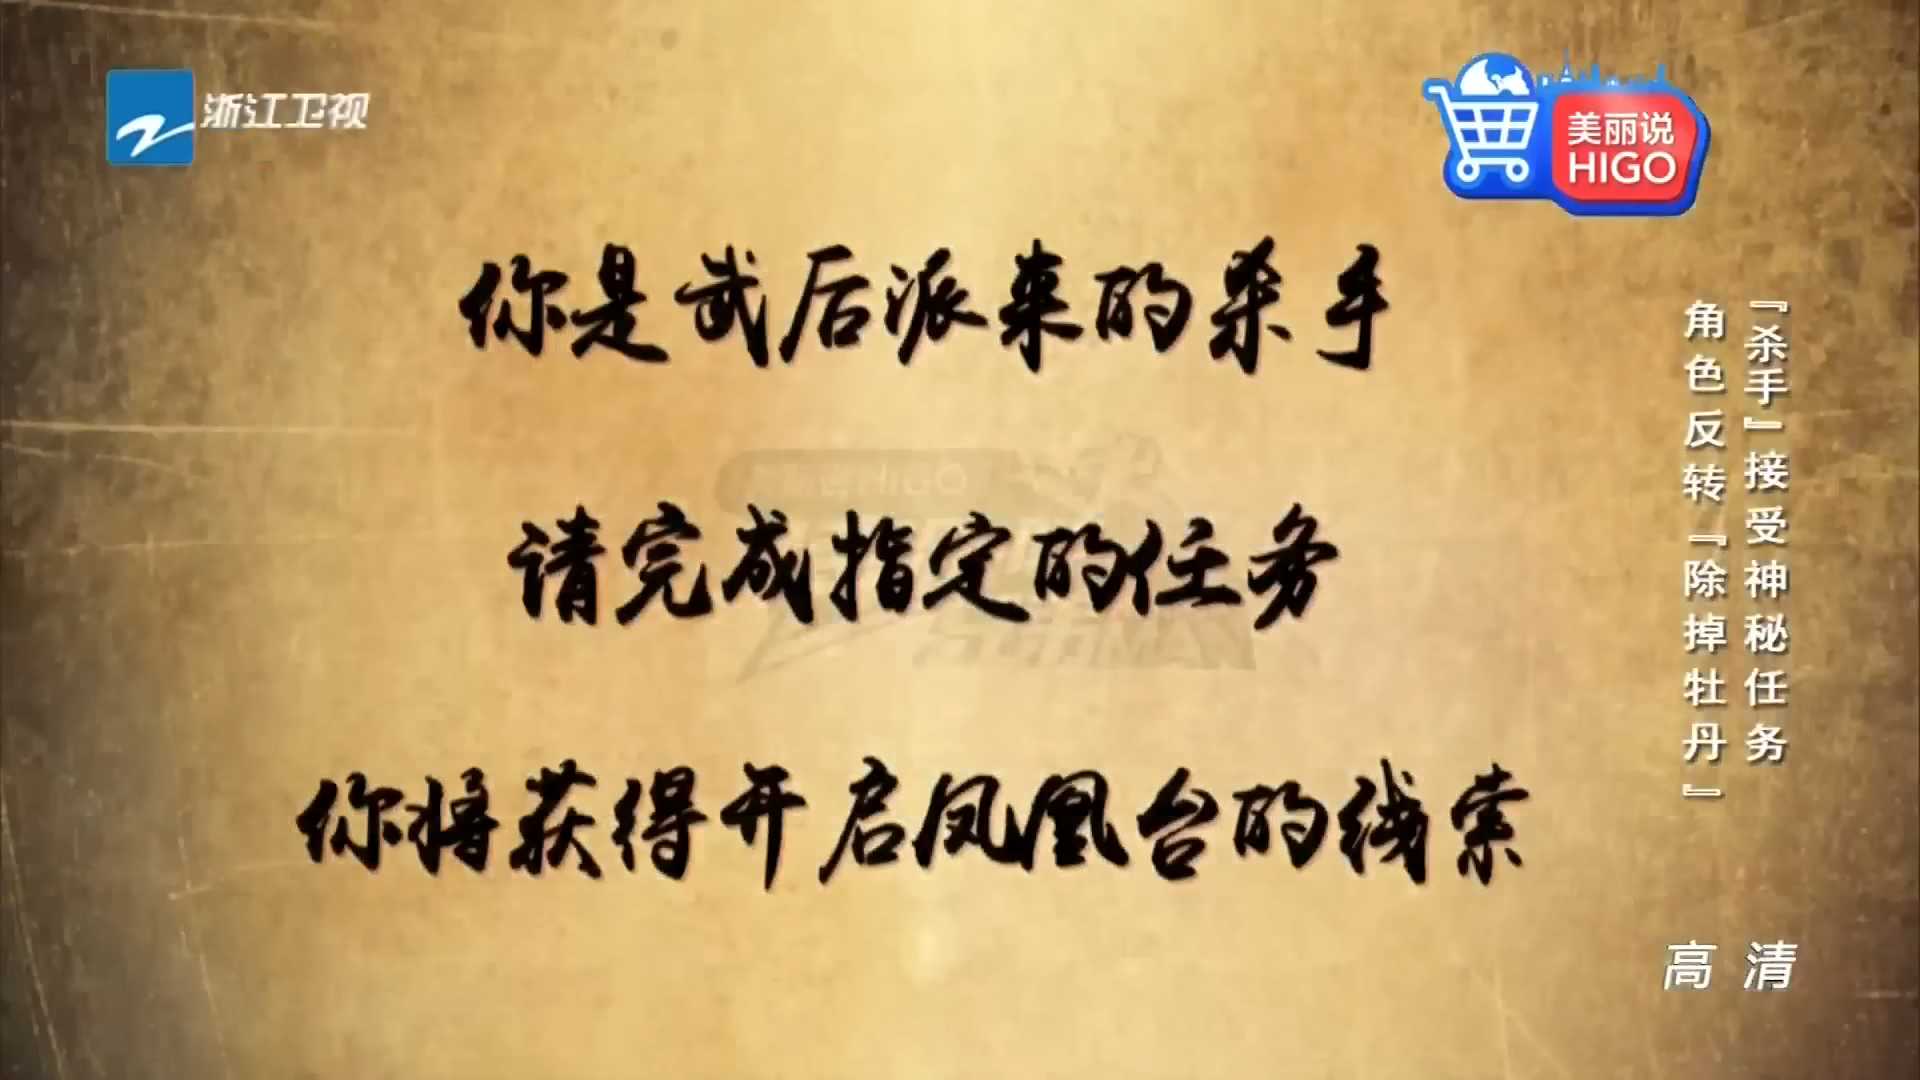 浙江卫视
美丽说
HIGO
你是武后派来的杀手
请完成指定的任务
你将获得开启凤凰台的线索
『杀手』接受神秘任务
角色反转『除掉牡丹』
高清